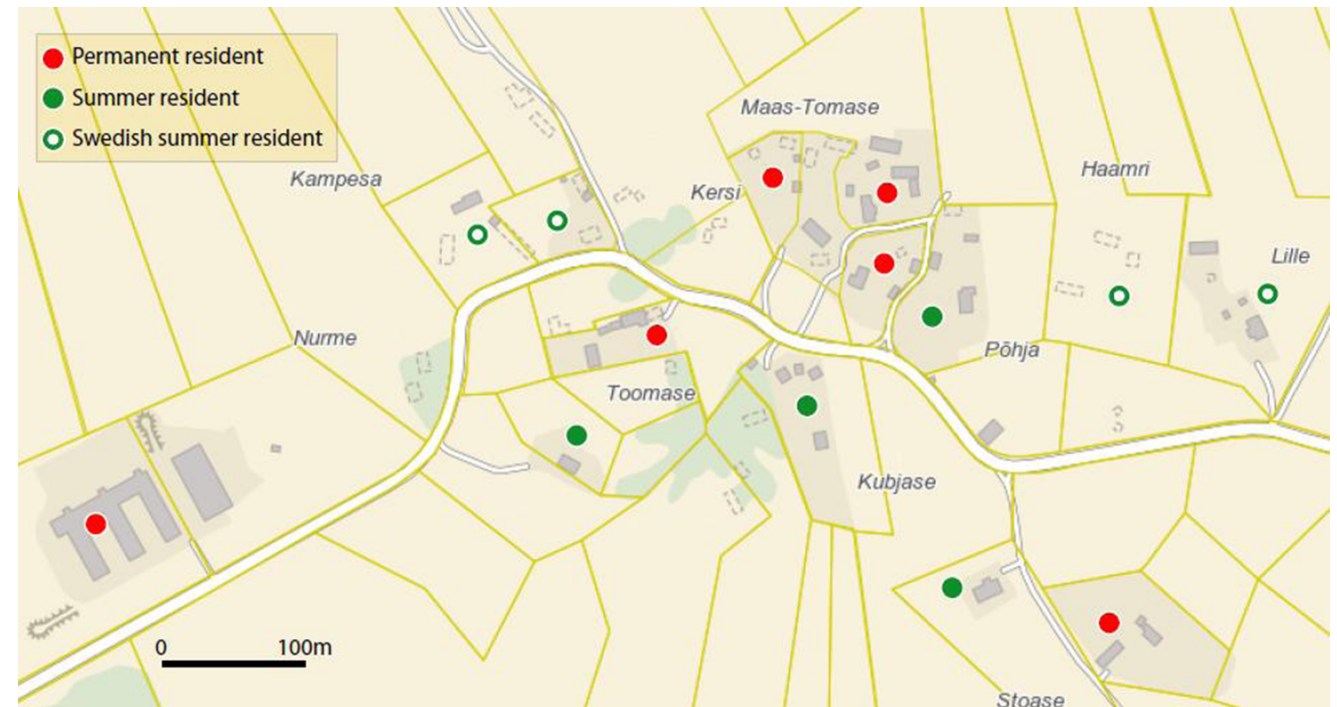 Permanent resident
Summer resident
Swedish summer resident
Maas-Tomase
Kampesa
Kersi
Haamri
Lille
Nurme
Põhja
Toomase
Kubjase
0 100m
Stoase